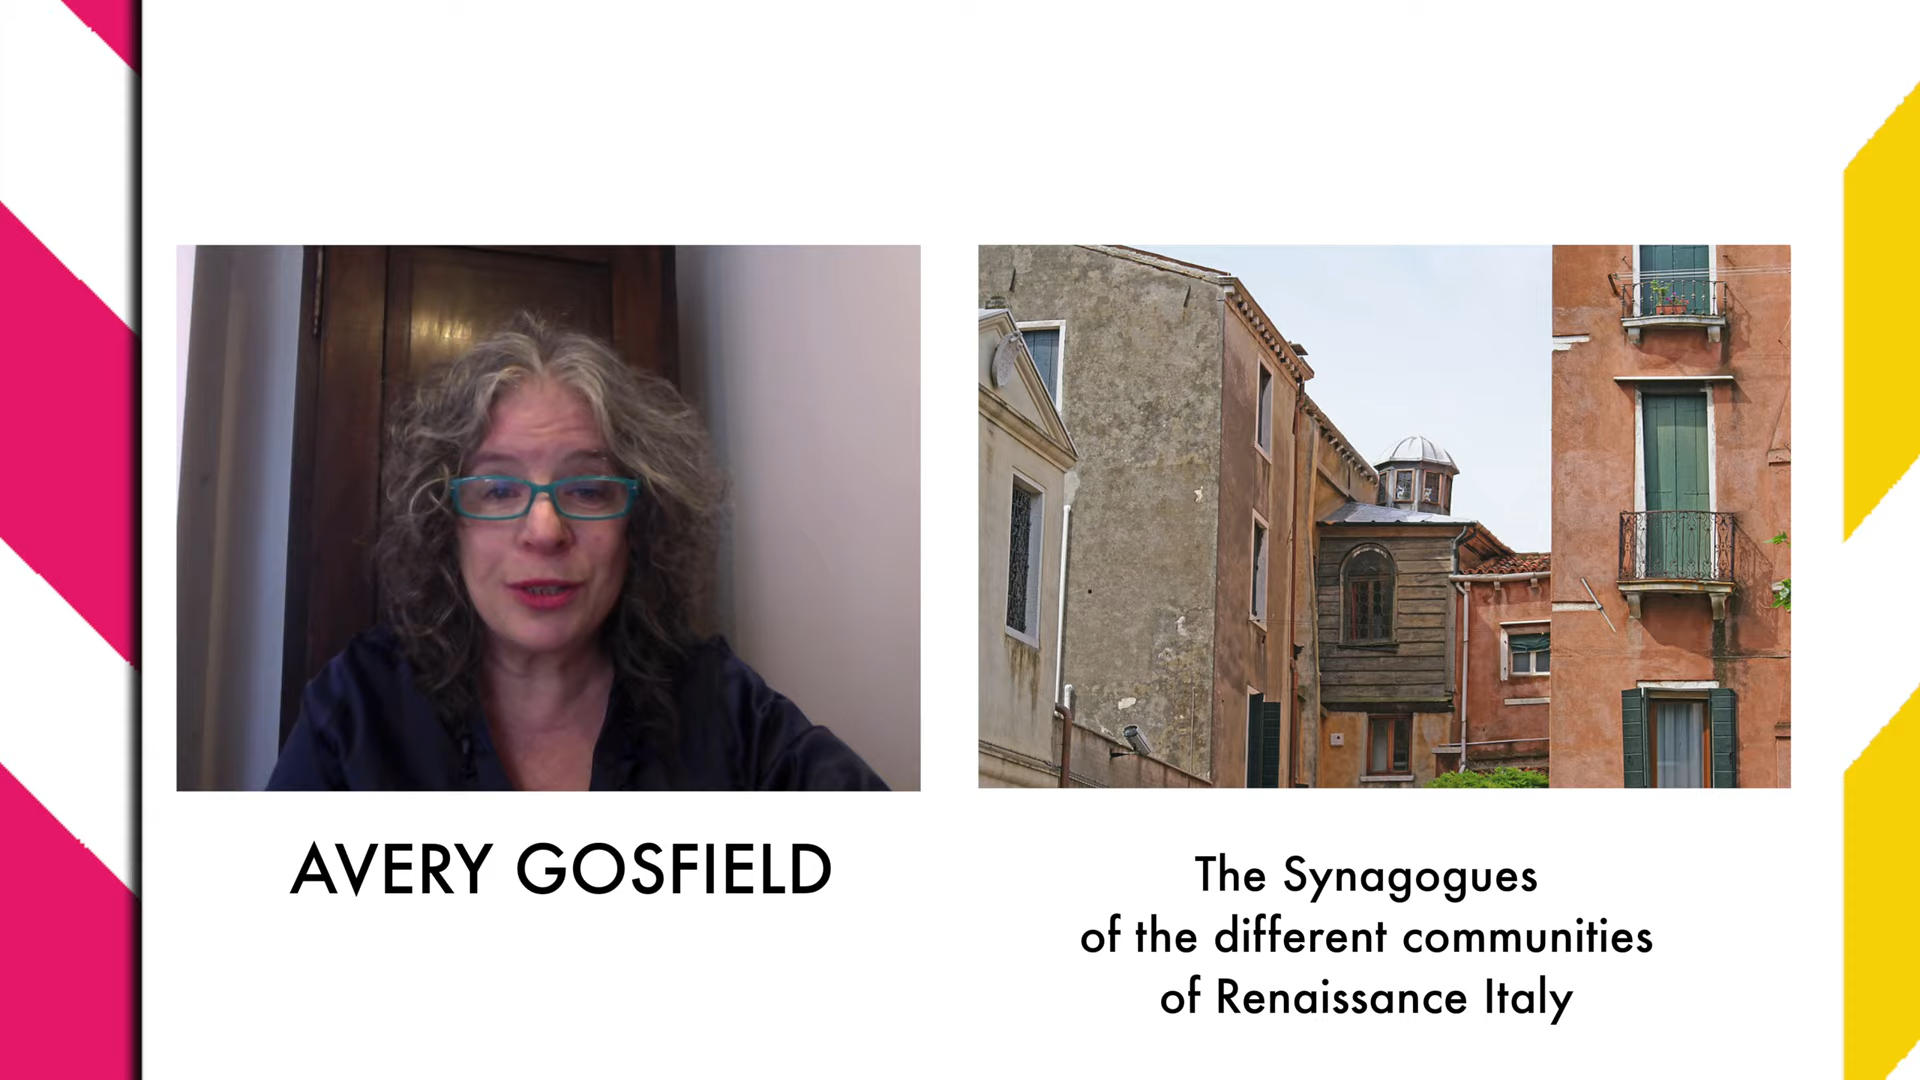 AVERY GOSFIELD
The Synagogues
of the different communities
of Renaissance Italy